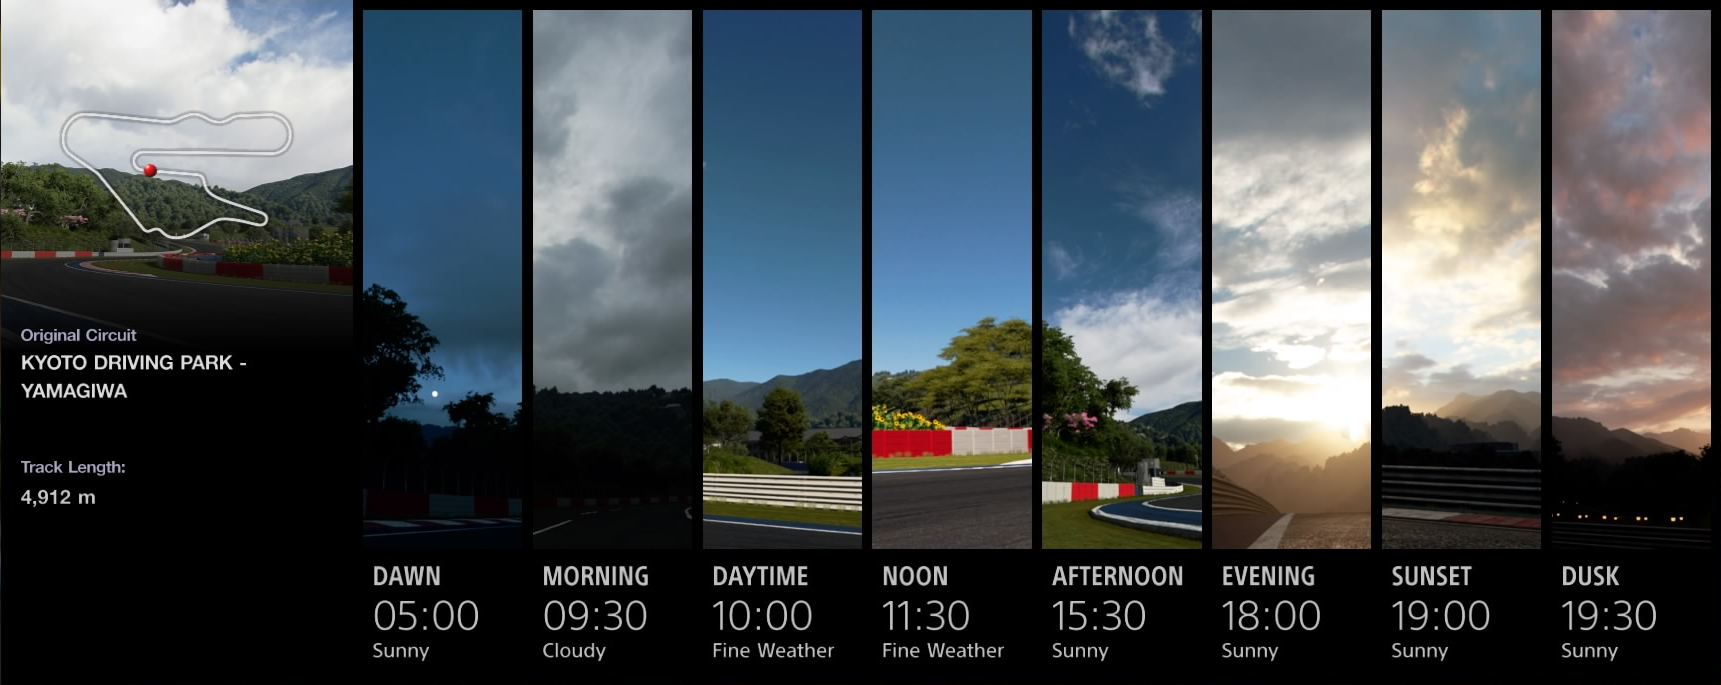 Original Circuit
KYOTO DRIVING PARK -
YAMAGIWA
Track Length:
4,912 m
DAWN
05:00
Sunny
MORNING
09:30
Cloudy
DAYTIME
10:00
Fine Weather
NOON
11:30
Fine Weather
AFTERNOON
15:30
Sunny
EVENING
18:00
Sunny
SUNSET
19:00
Sunny
DUSK
19:30
Sunny